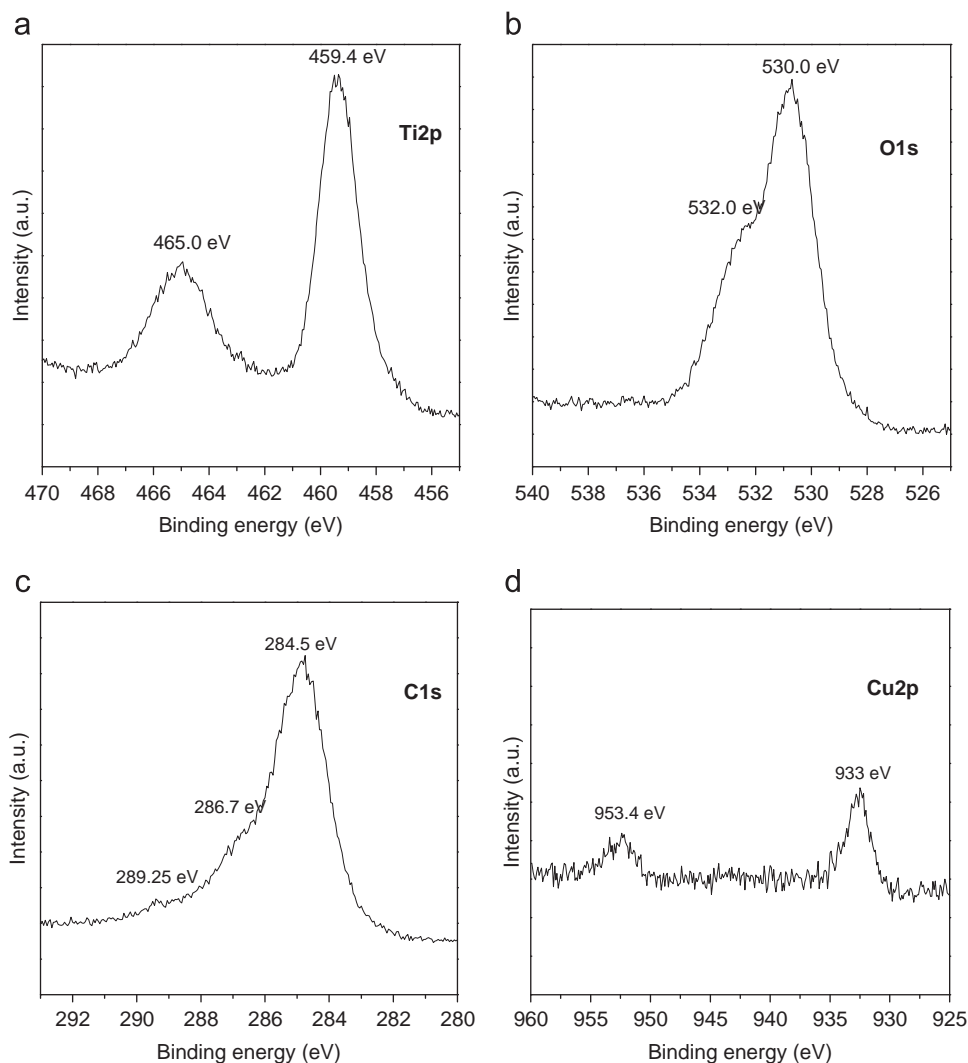 a
459.4 eV
Ti2p
465.0 eV
Intensity (a.u.)
470 468 466 464 462 460 458 456
Binding energy (eV)
b
530.0 eV
O1s
532.0 eV
Intensity (a.u.)
540 538 536 534 532 530 528 526
Binding energy (eV)
c
284.5 eV
C1s
286.7 eV
289.25 eV
Intensity (a.u.)
292 290 288 286 284 282 280
Binding energy (eV)
d
Cu2p
933 eV
953.4 eV
Intensity (a.u.)
960 955 950 945 940 935 930 925
Binding energy (eV)